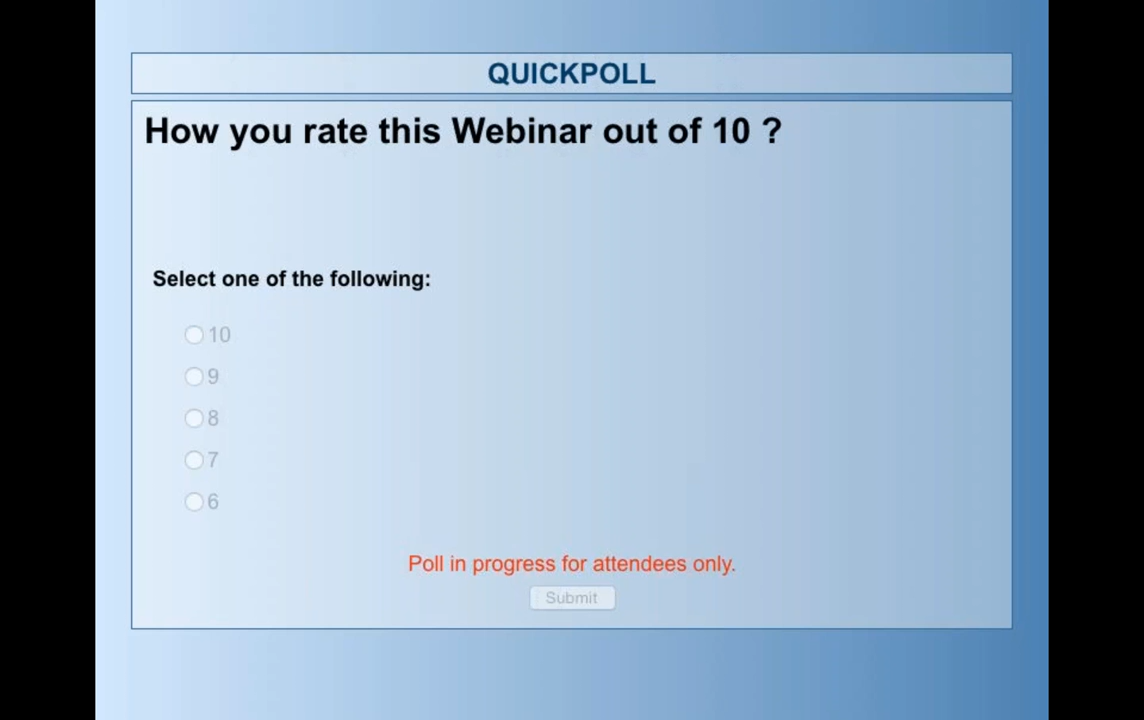 QUICKPOLL
How you rate this Webinar out of 10 ?
Select one of the following:
10
9
8
7
6
Poll in progress for attendees only.
Submit